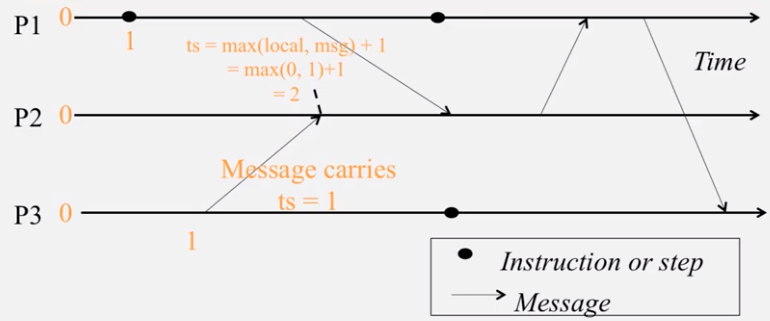 P1 0
1
ts = max(local, msg) + 1
= max(0, 1)+1
= 2
Time
P2 0
Message carries
ts = 1
P3 0
1
Instruction or step
Message